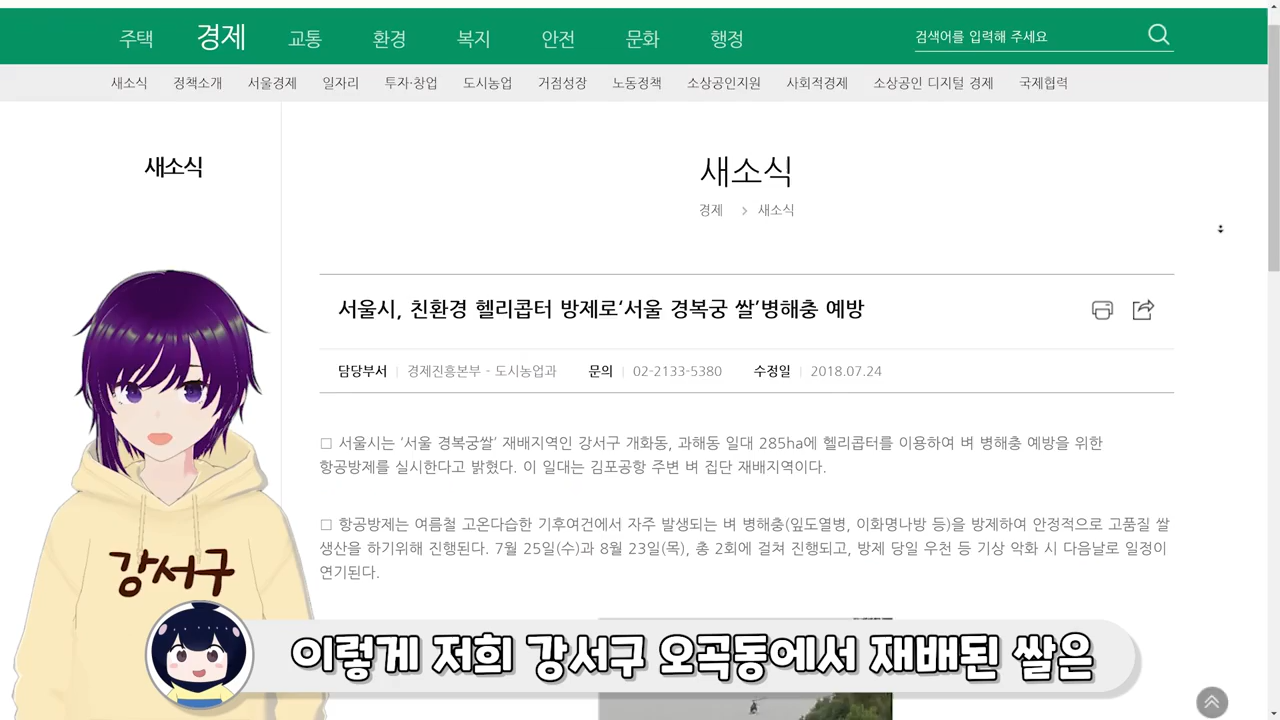 주택 경제 교통 환경 복지 안전 문화 행정 검색어를 입력해 주세요
새소식 정책소개 서울경제 일자리 투자·창업 도시농업 거점성장 노동정책 소상공인지원 사회적경제 소상공인 디지털 경제 국제협력
새소식
새소식
경제 > 새소식
서울시, 친환경 헬리콥터 방제로‘서울 경복궁 쌀’병해충 예방
담당부서 | 경제진흥본부 - 도시농업과 문의 | 02-2133-5380 수정일 | 2018.07.24
□ 서울시는 ‘서울 경복궁쌀’ 재배지역인 강서구 개화동, 과해동 일대 285ha에 헬리콥터를 이용하여 벼 병해충 예방을 위한
항공방제를 실시한다고 밝혔다. 이 일대는 김포공항 주변 벼 집단 재배지역이다.
□ 항공방제는 여름철 고온다습한 기후여건에서 자주 발생되는 벼 병해충(잎도열병, 이화명나방 등)을 방제하여 안정적으로 고품질 쌀
생산을 하기위해 진행된다. 7월 25일(수)과 8월 23일(목), 총 2회에 걸쳐 진행되고, 방제 당일 우천 등 기상 악화 시 다음날로 일정이
연기된다.
강서구
이렇게 저희 강서구 오곡동에서 재배된 쌀은